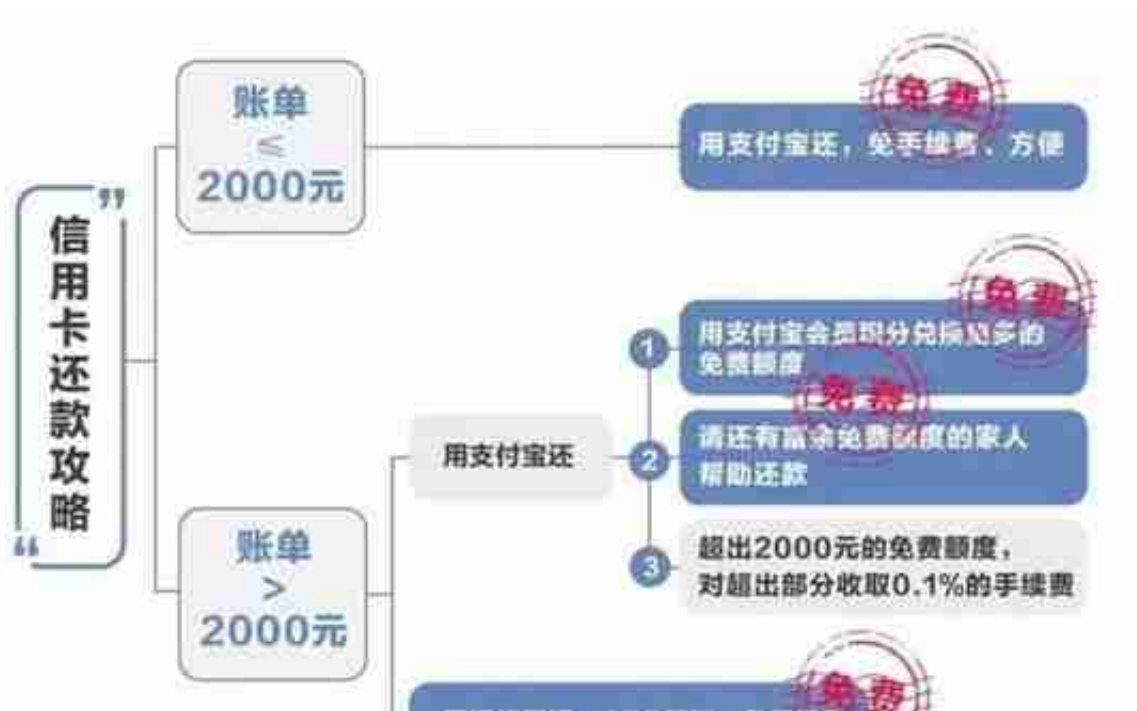 信用卡还款攻略
账单
≤
2000元
免费
用支付宝还,免手续费、方便
账单
>
2000元
用支付宝还
免费
1
用支付宝会员积分兑换更多的
免费额度
免费
2
请还有富余免费额度的家人
帮助还款
3
超出2000元的免费额度,
对超出部分收取0.1%的手续费
免费